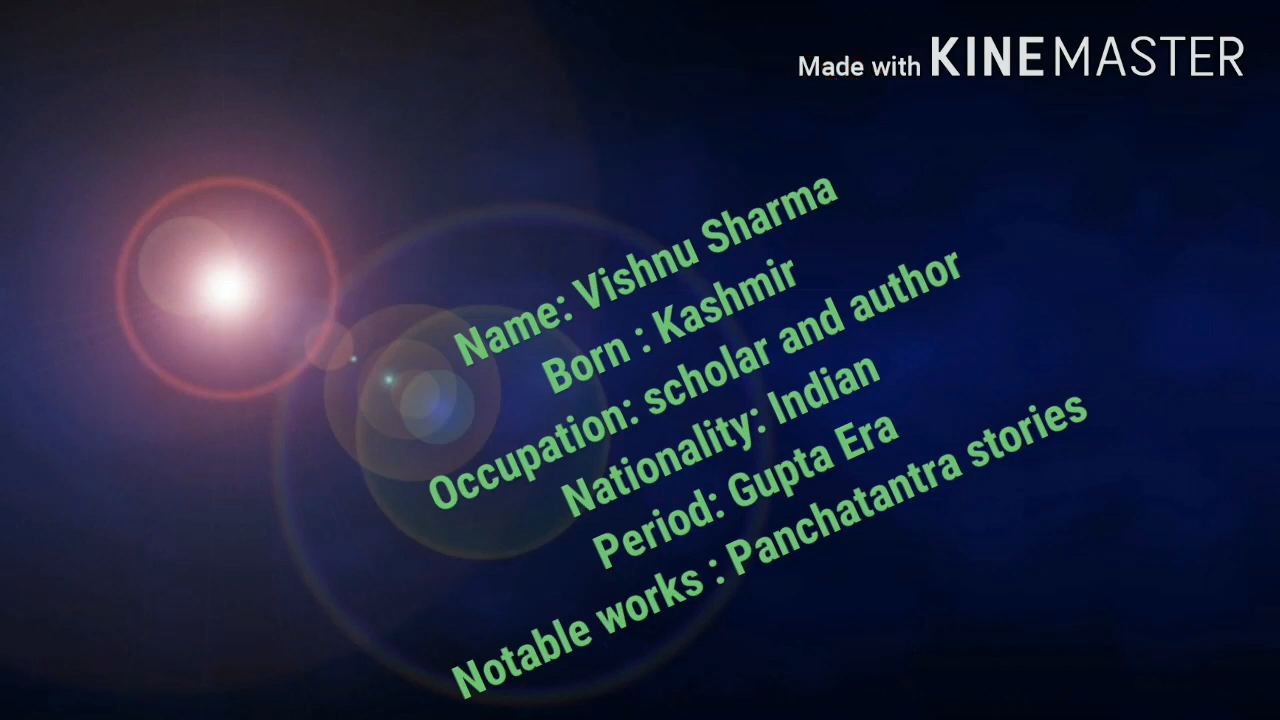 Made with KINEMASTER
Name: Vishnu Sharma
Born : Kashmir
Occupation: scholar and author
Nationality: Indian
Period: Gupta Era
Notable works : Panchatantra stories